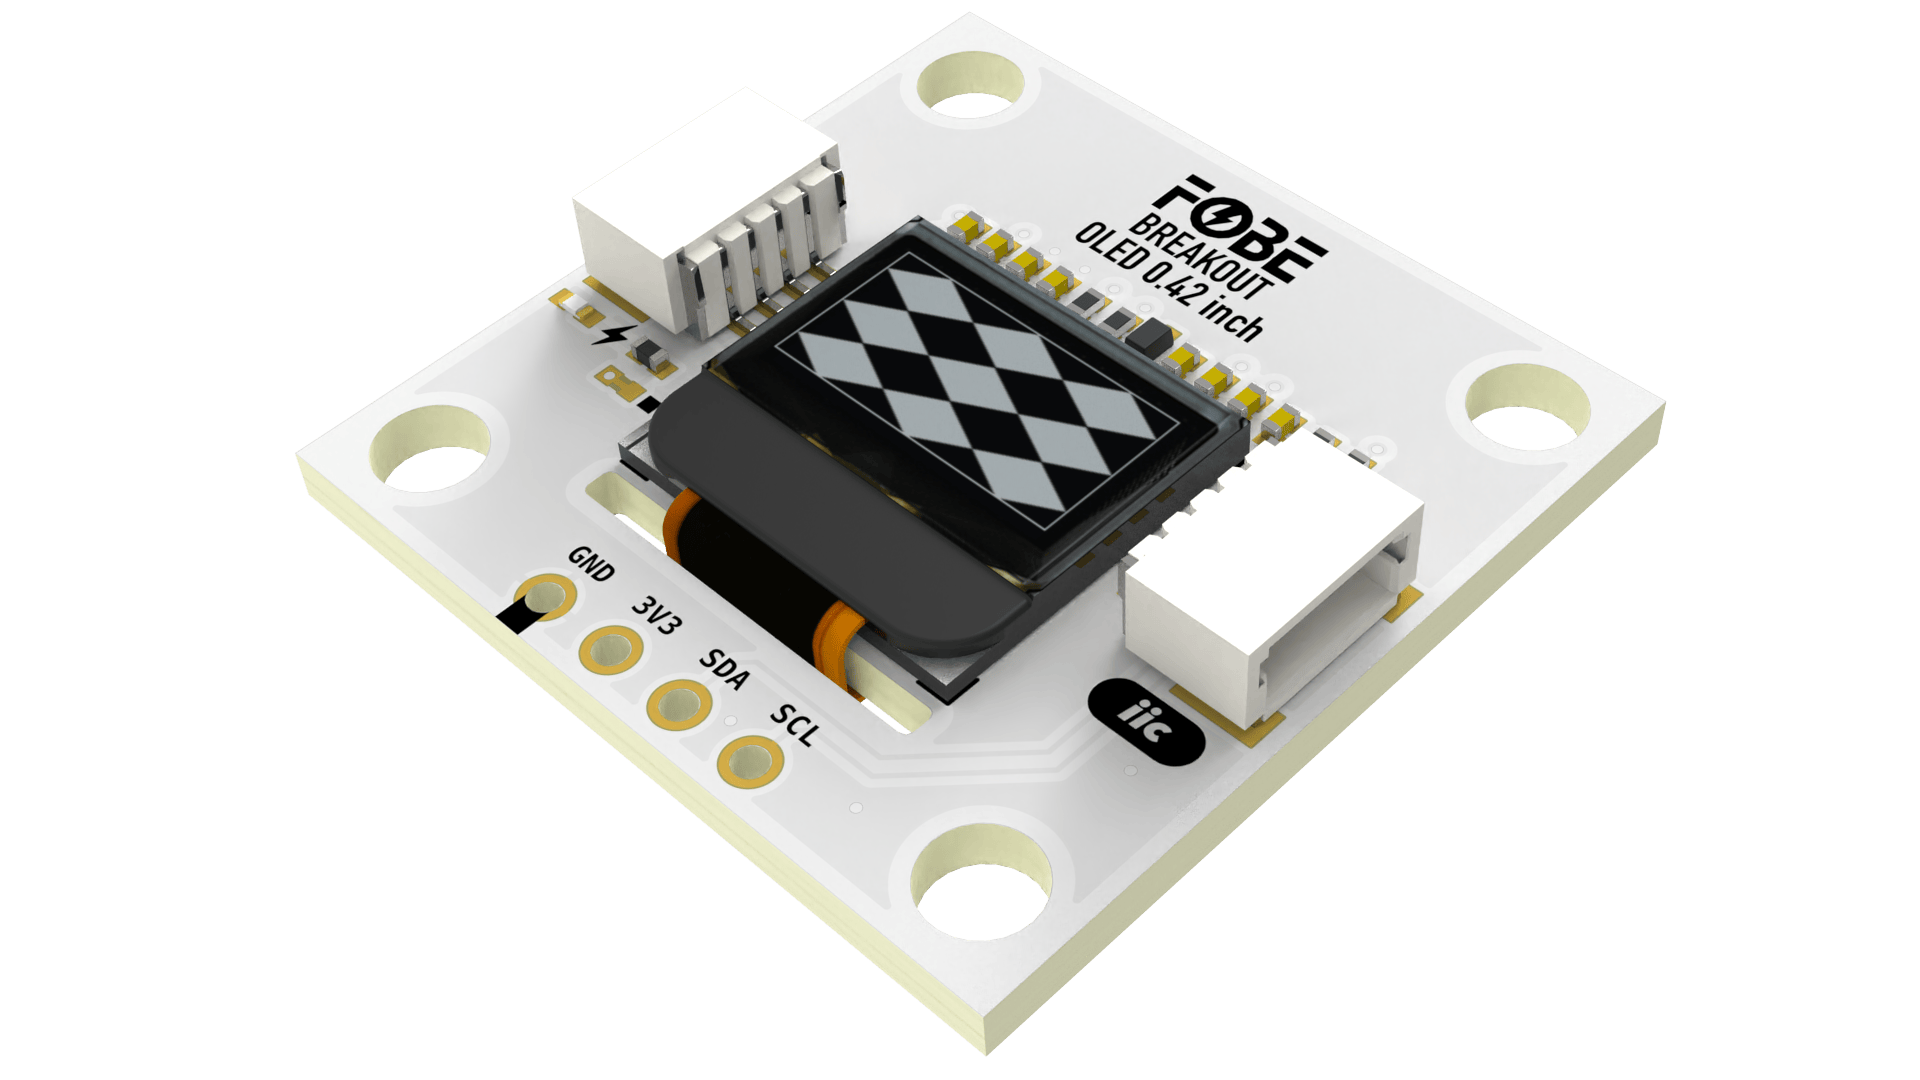 FOBE
BREAKOUT
OLED 0.42 inch
GND
3V3
SDA
SCL
iic